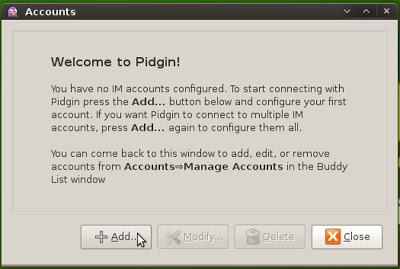 Accounts
Welcome to Pidgin!
You have no IM accounts configured. To start connecting with
Pidgin press the Add... button below and configure your first
account. If you want Pidgin to connect to multiple IM
accounts, press Add... again to configure them all.
You can come back to this window to add, edit, or remove
accounts from Accounts⇨Manage Accounts in the Buddy
List window
Add... Modify... Delete Close